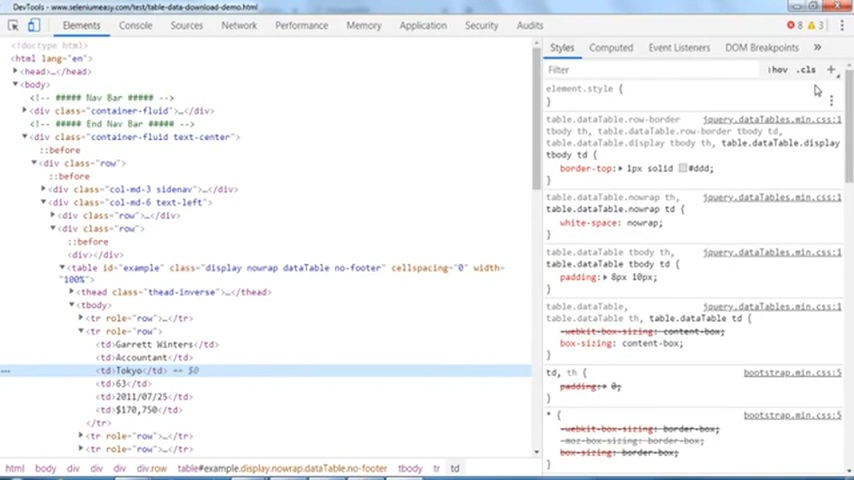 DevTools - www.seleniumeasy.com/test/table-data-download-demo.html
Elements Console Sources Network Performance Memory Application Security Audits 8 3
<!doctype html>
<html lang="en">
<head>…</head>
<body>
<!-- ##### Nav Bar ##### -->
<div class="container-fluid">…</div>
<!-- ##### End Nav Bar ##### -->
<div class="container-fluid text-center">
::before
<div class="row">
::before
<div class="col-md-3 sidenav">…</div>
<div class="col-md-6 text-left">
<div class="row">…</div>
<div class="row">
::before
<div></div>
<table id="example" class="display nowrap dataTable no-footer" cellspacing="0" width=
"100%">
<thead class="thead-inverse">…</thead>
<tbody>
<tr role="row">…</tr>
<tr role="row">
<td>Garrett Winters</td>
<td>Accountant</td>
<td>Tokyo</td> == $0
<td>63</td>
<td>2011/07/25</td>
<td>$170,750</td>
</tr>
<tr role="row">…</tr>
<tr role="row">…</tr>
html body div div div.row table#example.display.nowrap.dataTable.no-footer tbody tr td
Styles Computed Event Listeners DOM Breakpoints »
Filter :hov .cls +
element.style {
}
table.dataTable.row-border jquery.dataTables.min.css:1
tbody th, table.dataTable.row-border tbody td,
table.dataTable.display tbody th, table.dataTable.display
tbody td {
border-top: 1px solid #ddd;
}
table.dataTable.nowrap th, jquery.dataTables.min.css:1
table.dataTable.nowrap td {
white-space: nowrap;
}
table.dataTable tbody th, jquery.dataTables.min.css:1
table.dataTable tbody td {
padding: 8px 10px;
}
table.dataTable, jquery.dataTables.min.css:1
table.dataTable th, table.dataTable td {
-webkit-box-sizing: content-box;
box-sizing: content-box;
}
td, th { bootstrap.min.css:5
padding: 0;
}
* { bootstrap.min.css:5
-webkit-box-sizing: border-box;
-moz-box-sizing: border-box;
box-sizing: border-box;
}